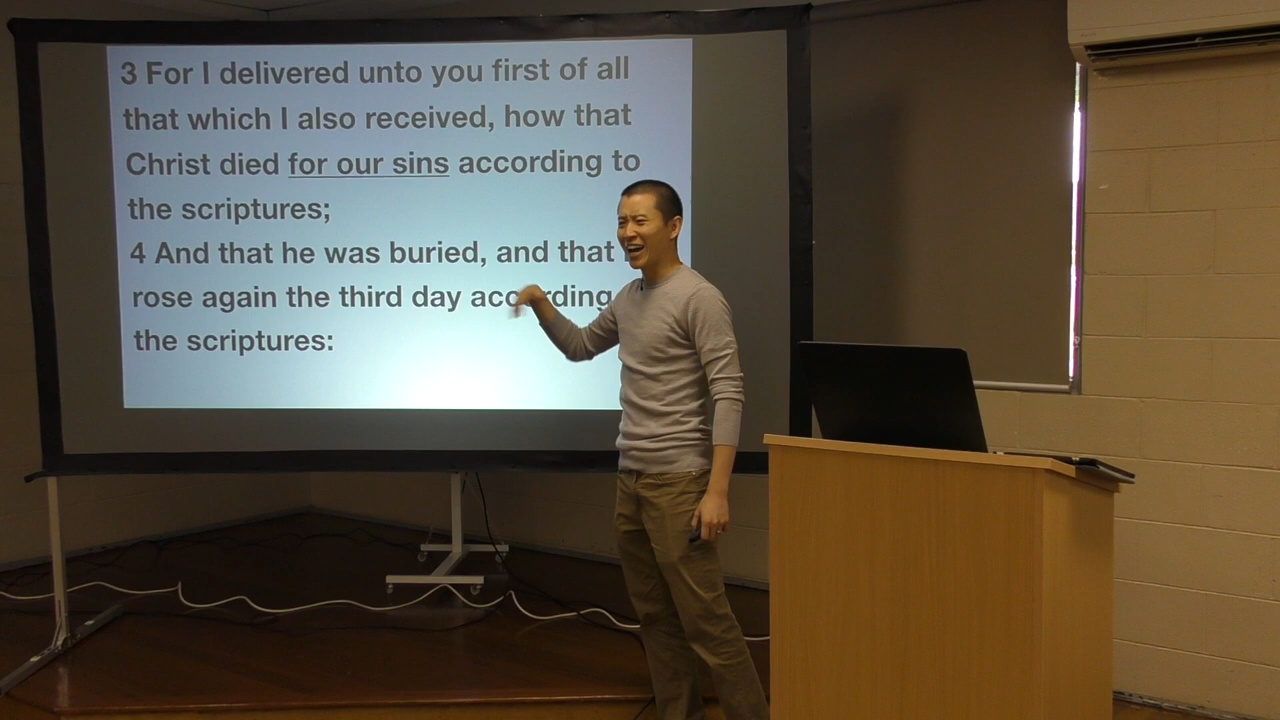 3 For I delivered unto you first of all
that which I also received, how that
Christ died for our sins according to
the scriptures;
4 And that he was buried, and that
rose again the third day according
the scriptures: